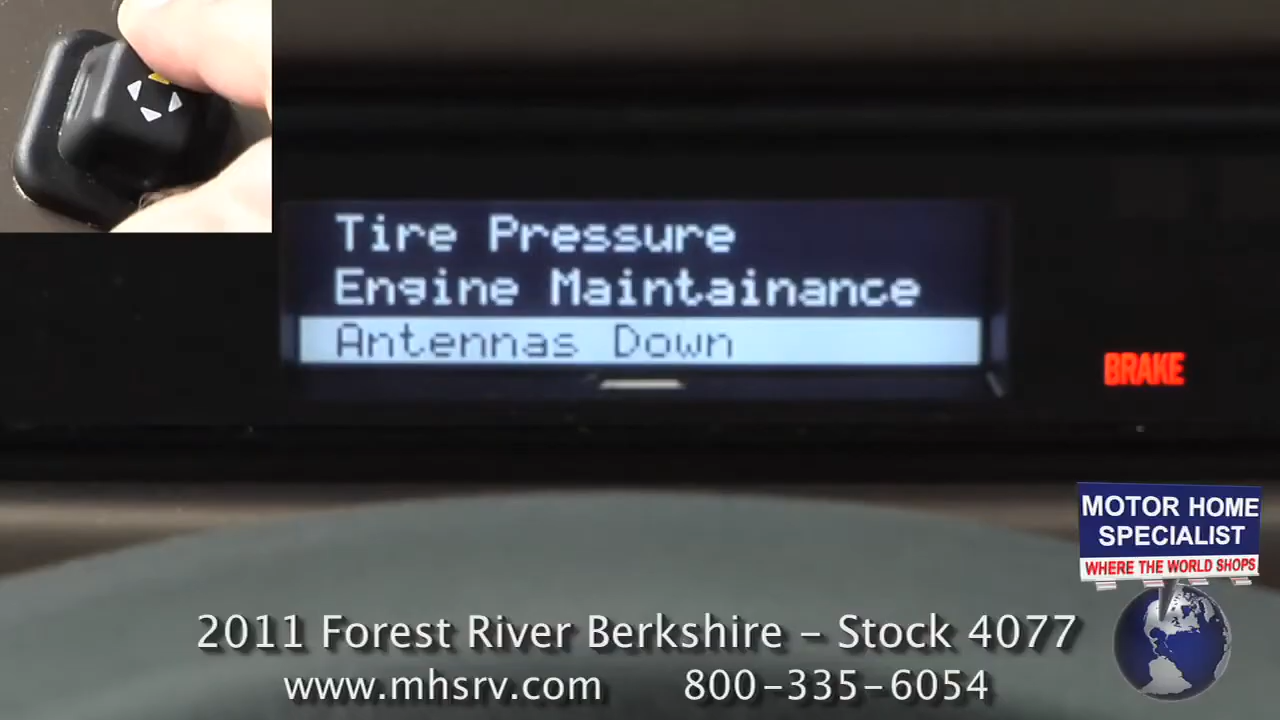 Tire Pressure
Engine Maintainance
Antennas Down
BRAKE
MOTOR HOME
SPECIALIST
WHERE THE WORLD SHOPS
2011 Forest River Berkshire – Stock 4077
www.mhsrv.com 800-335-6054